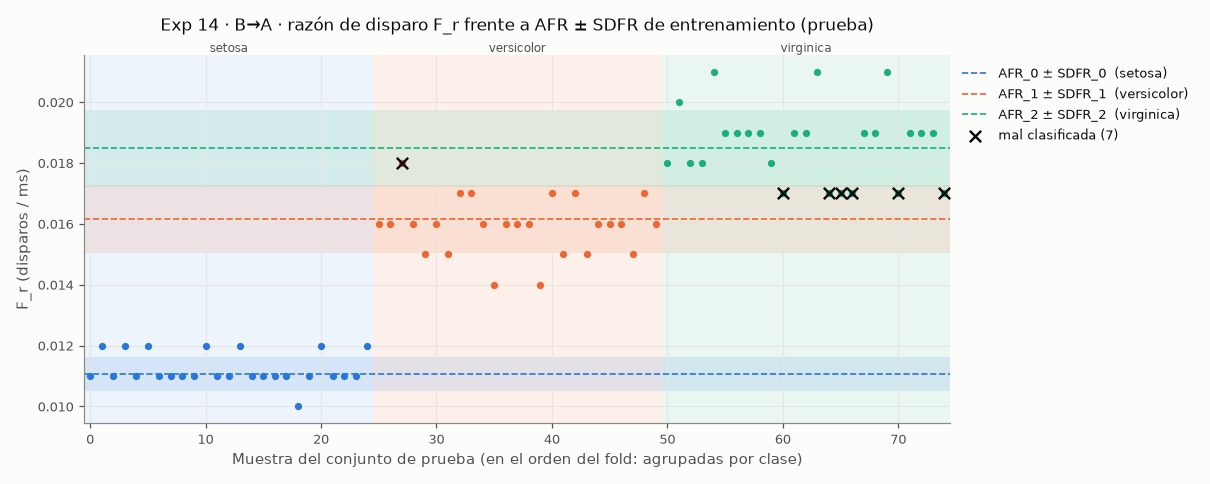 Exp 14 · B→A · razón de disparo F_r frente a AFR ± SDFR de entrenamiento (prueba)
setosa
versicolor
virginica
AFR_0 ± SDFR_0 (setosa)
AFR_1 ± SDFR_1 (versicolor)
AFR_2 ± SDFR_2 (virginica)
mal clasificada (7)
F_r (disparos / ms)
0.020
0.018
0.016
0.014
0.012
0.010
0 10 20 30 40 50 60 70
Muestra del conjunto de prueba (en el orden del fold: agrupadas por clase)